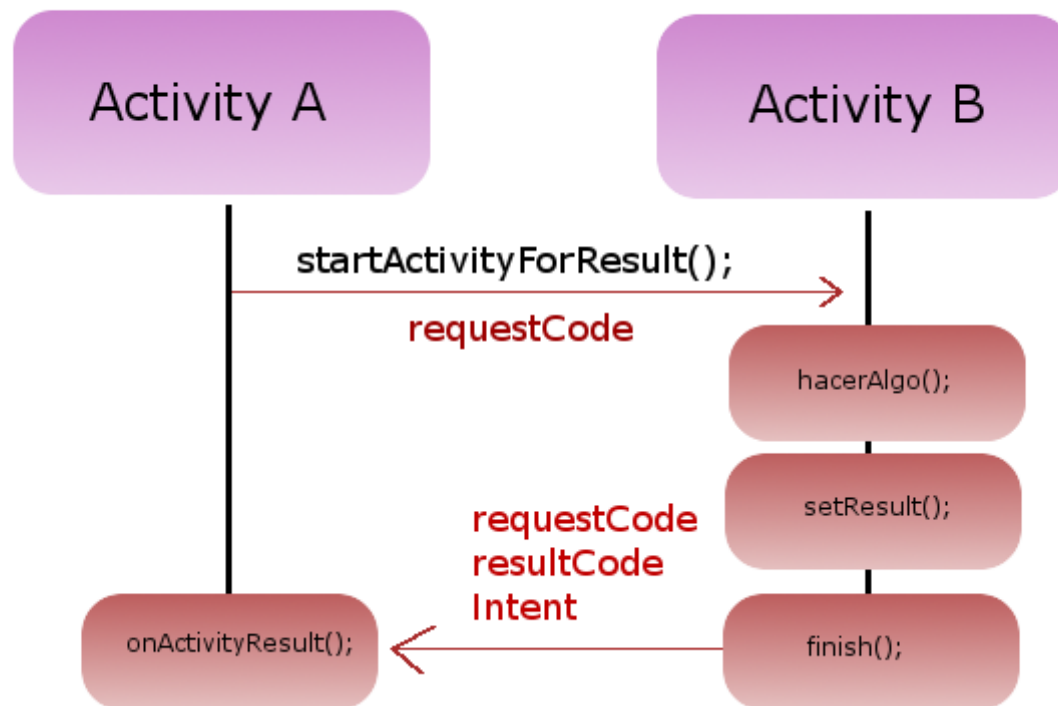 Activity A
Activity B
startActivityForResult();
requestCode
hacerAlgo();
setResult();
requestCode
resultCode
Intent
onActivityResult();
finish();